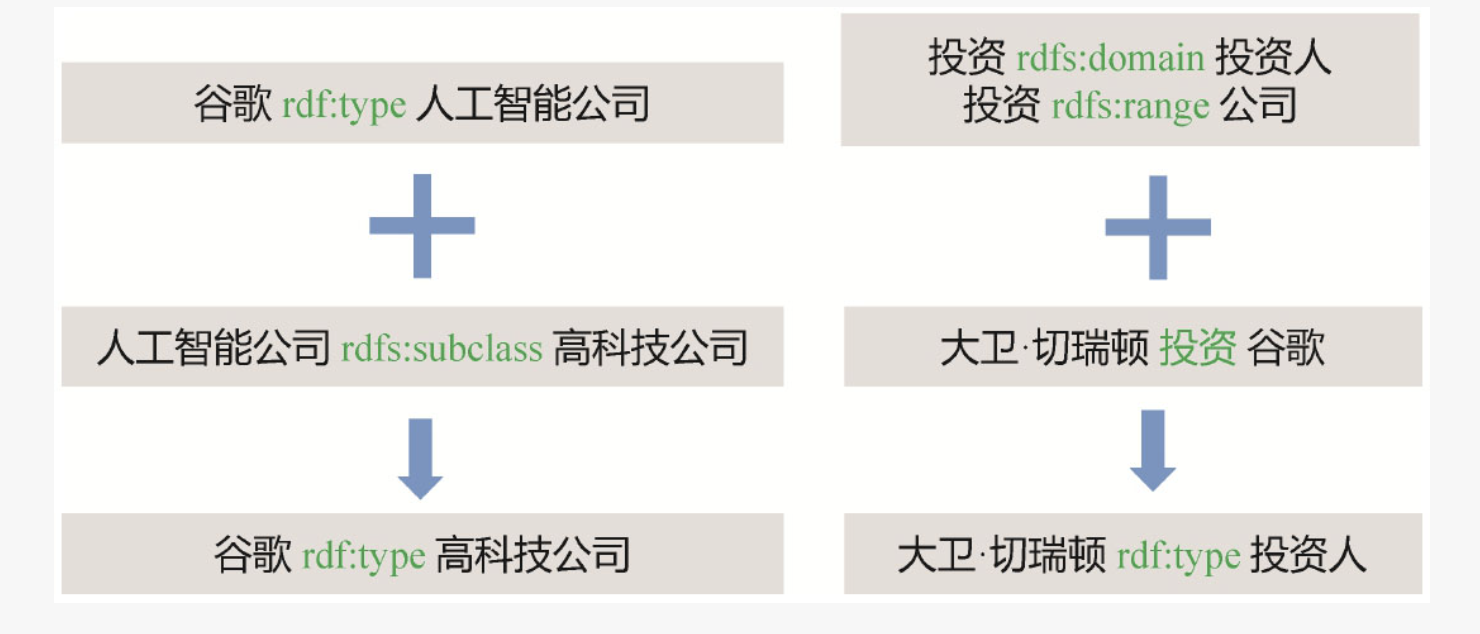 谷歌 rdf:type 人工智能公司
人工智能公司 rdfs:subclass 高科技公司
谷歌 rdf:type 高科技公司
投资 rdfs:domain 投资人
投资 rdfs:range 公司
大卫·切瑞顿 投资 谷歌
大卫·切瑞顿 rdf:type 投资人